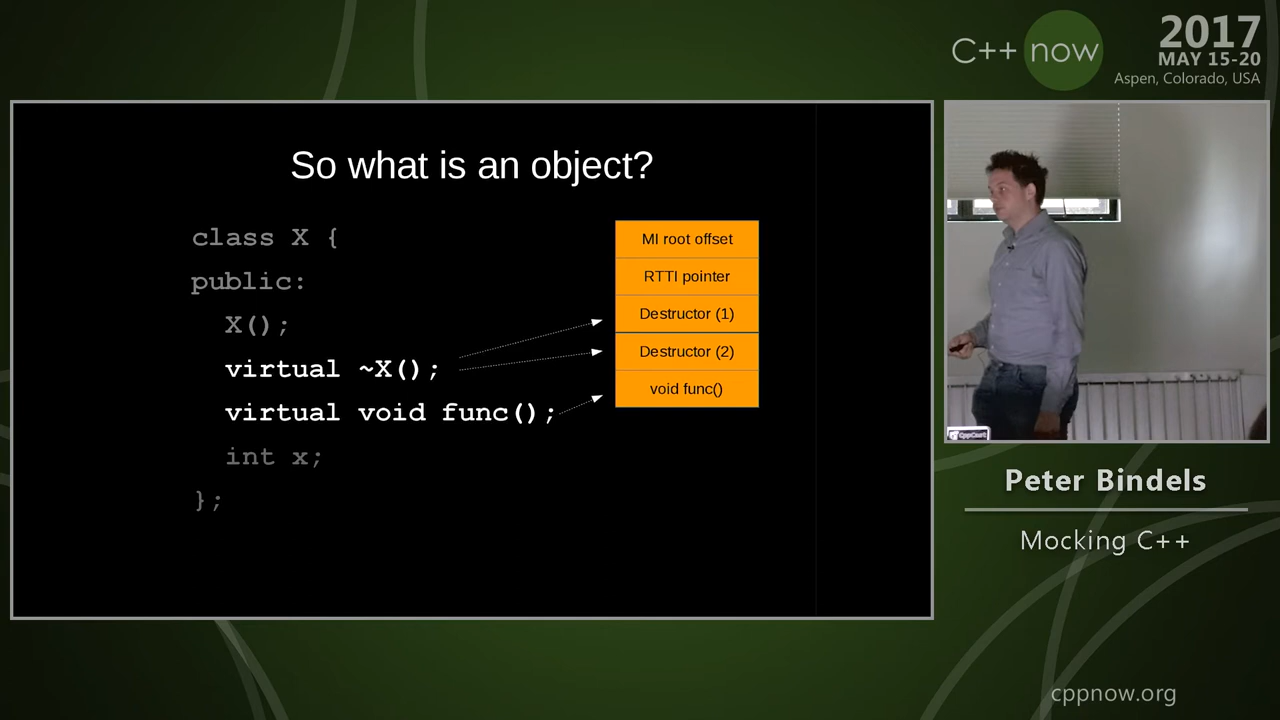 C++ now
2017
MAY 15-20
Aspen, Colorado, USA
So what is an object?
class X {
public:
X();
virtual ~X();
virtual void func();
int x;
};
MI root offset
RTTI pointer
Destructor (1)
Destructor (2)
void func()
CppCast
Peter Bindels
Mocking C++
cppnow.org